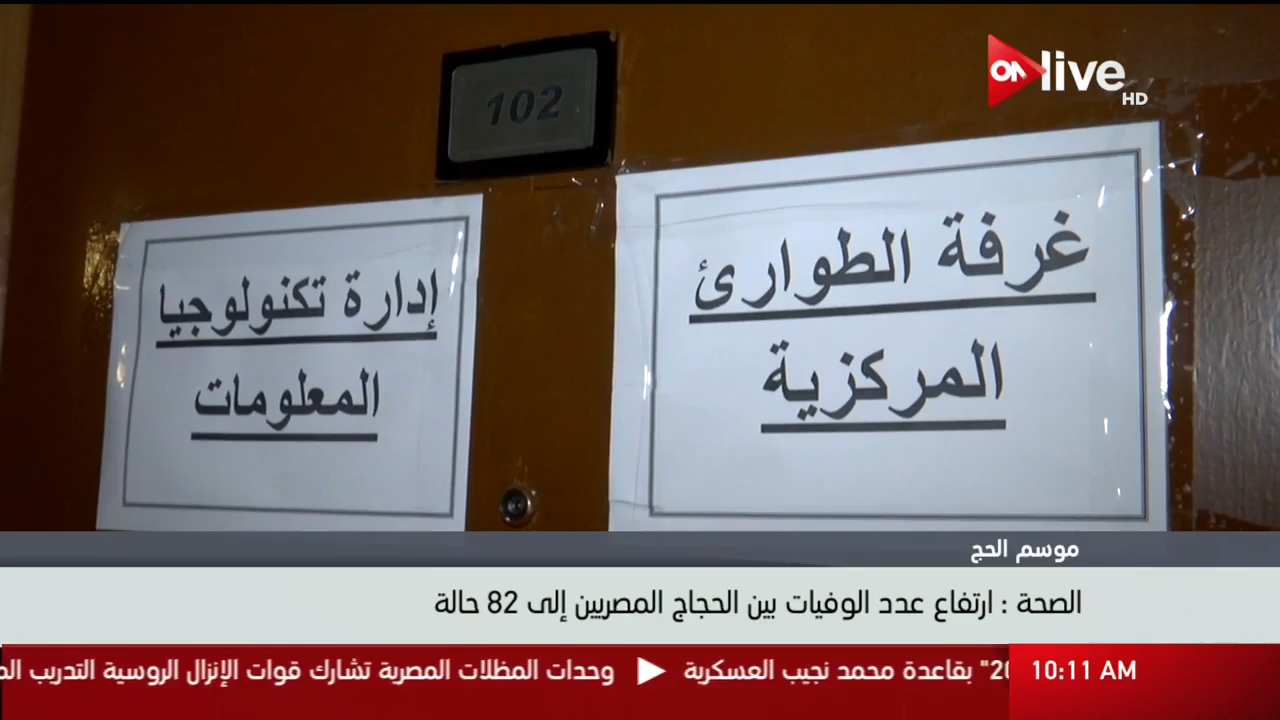 ON live
HD
102
غرفة الطوارئ
المركزية
إدارة تكنولوجيا
المعلومات
موسم الحج
الصحة : ارتفاع عدد الوفيات بين الحجاج المصريين إلى 82 حالة
10:11 AM
" بقاعدة محمد نجيب العسكرية ◀ وحدات المظلات المصرية تشارك قوات الإنزال الروسية التدريب